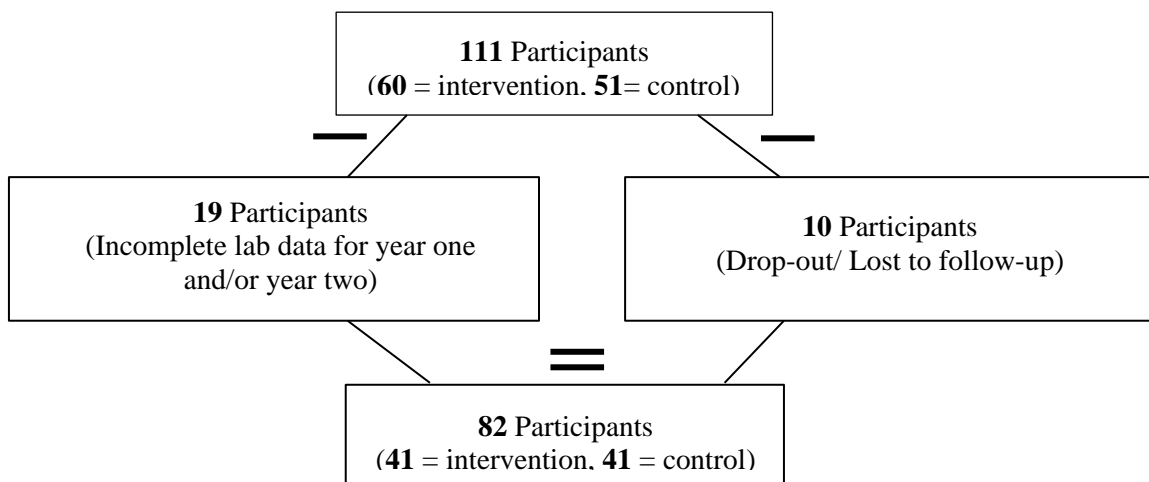 111 Participants
(60 = intervention, 51= control)
19 Participants
(Incomplete lab data for year one
and/or year two)
10 Participants
(Drop-out/ Lost to follow-up)
82 Participants
(41 = intervention, 41 = control)